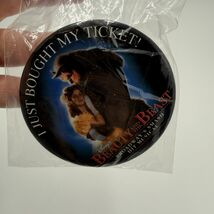 I JUST BOUGHT MY TICKET!
BEAUTY AND THE BEAST